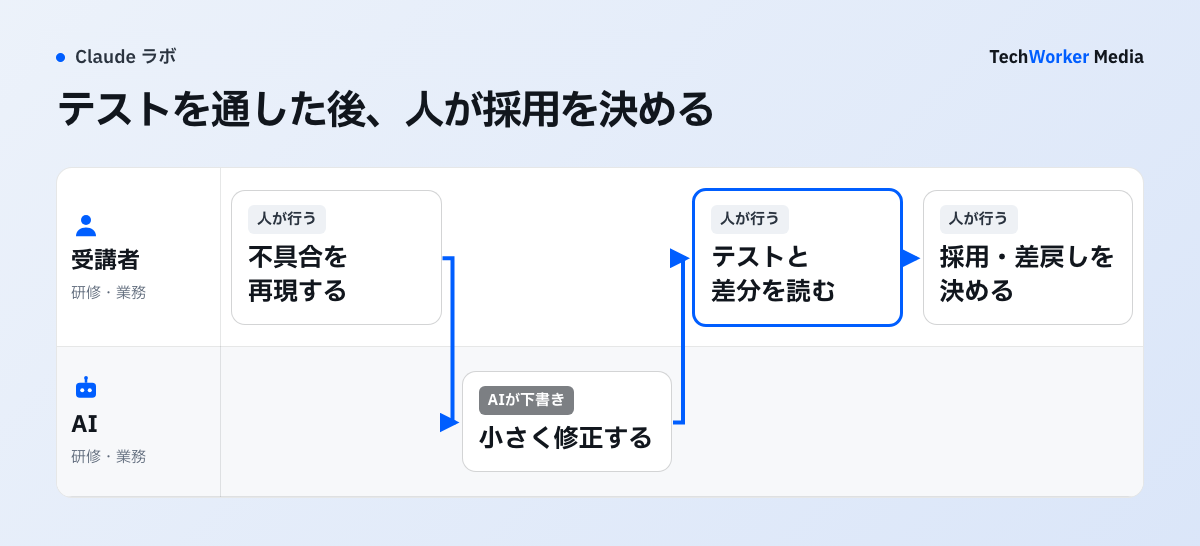 Claude ラボ
TechWorker Media
テストを通した後、人が採用を決める
受講者
研修・業務
人が行う
不具合を
再現する
人が行う
テストと
差分を読む
人が行う
採用・差戻しを
決める
AI
研修・業務
AIが下書き
小さく修正する